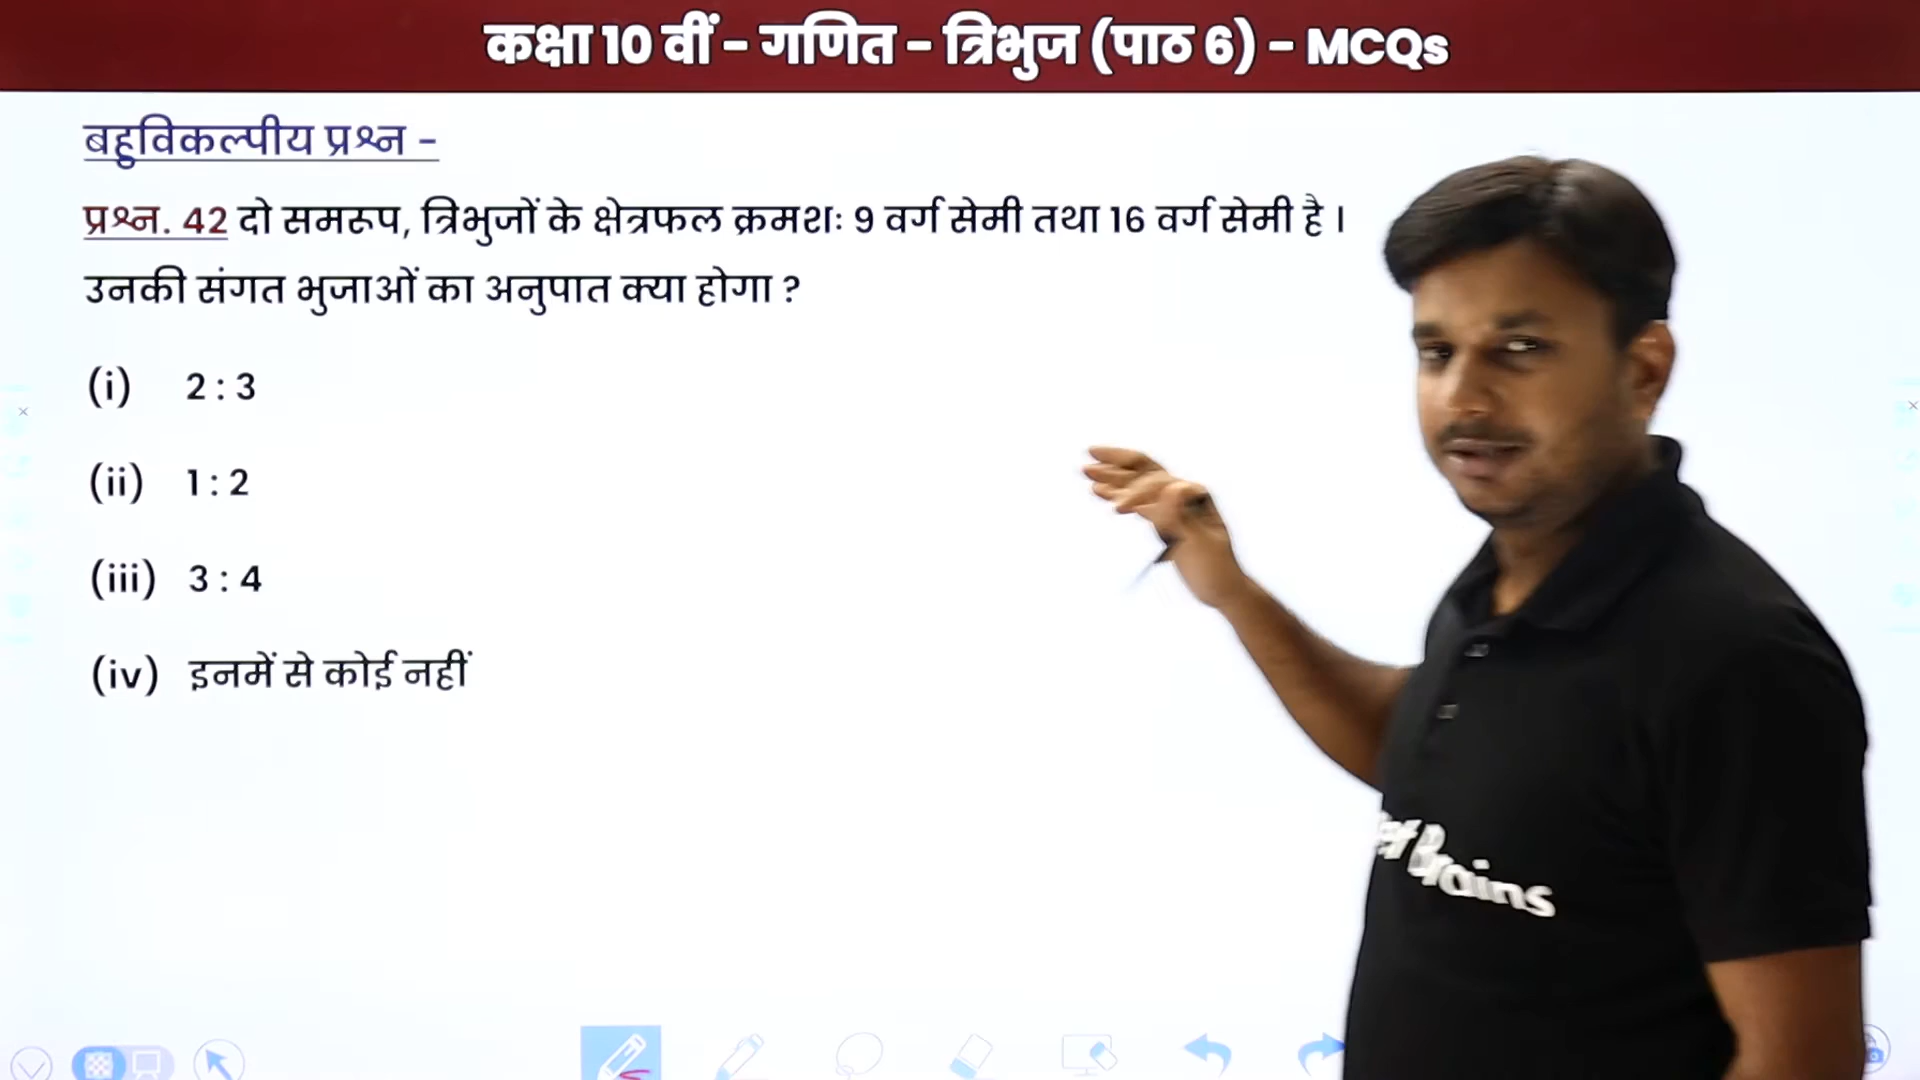 कक्षा 10 वीं - गणित - त्रिभुज (पाठ 6) - MCQs
बहुविकल्पीय प्रश्न -
प्रश्न. 42 दो समरूप, त्रिभुजों के क्षेत्रफल क्रमशः 9 वर्ग सेमी तथा 16 वर्ग सेमी है ।
उनकी संगत भुजाओं का अनुपात क्या होगा ?
(i) 2 : 3
(ii) 1 : 2
(iii) 3 : 4
(iv) इनमें से कोई नहीं
Brains